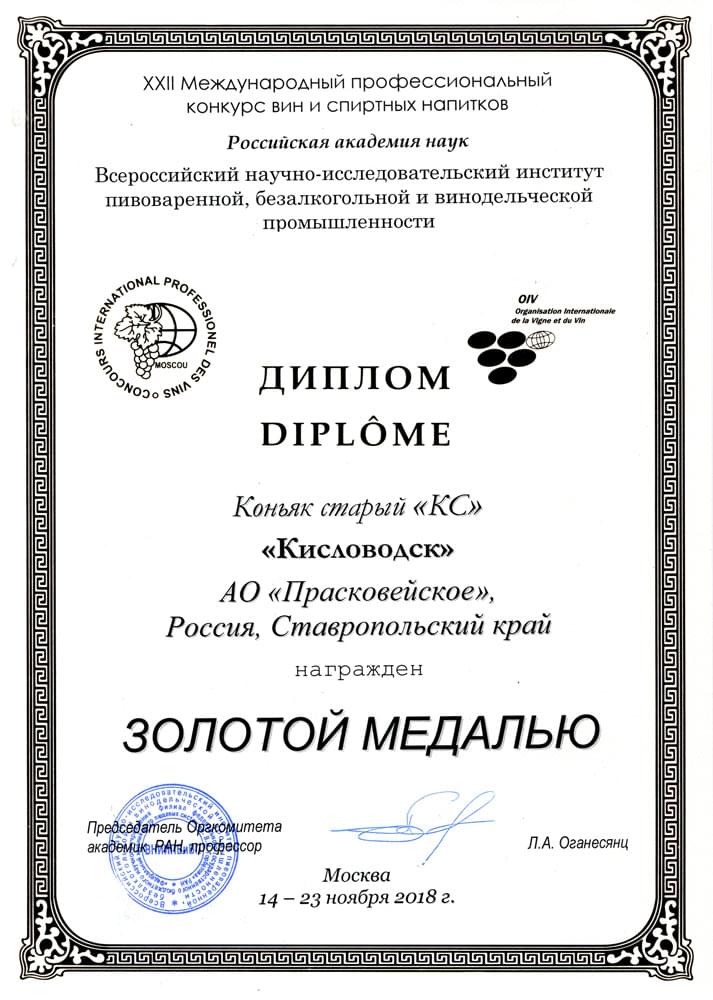 XXII Международный профессиональный
конкурс вин и спиртных напитков
Российская академия наук
Всероссийский научно-исследовательский институт
пивоваренной, безалкогольной и винодельческой
промышленности
CONCOURS INTERNATIONAL PROFESSIONEL DES VINS
MOSCOU
OIV
Organisation Internationale
de la Vigne et du Vin
ДИПЛОМ
DIPLÔME
Коньяк старый «КС»
«Кисловодск»
АО «Прасковейское»,
Россия, Ставропольский край
награжден
ЗОЛОТОЙ МЕДАЛЬЮ
Председатель Оргкомитета
академик РАН, профессор
Л.А. Оганесянц
Москва
14 – 23 ноября 2018 г.